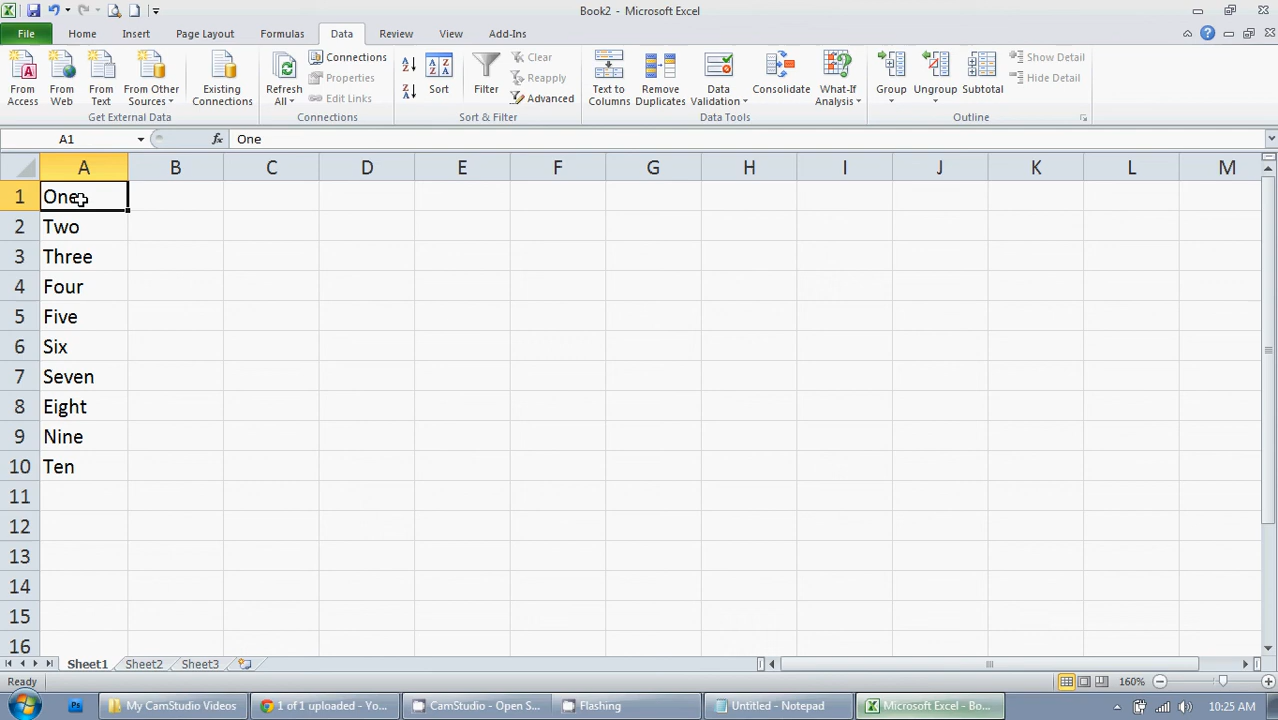 Book2 - Microsoft Excel
File Home Insert Page Layout Formulas Data Review View Add-Ins
From Access
From Web
From Text
From Other Sources
Existing Connections
Get External Data
Refresh All
Connections
Properties
Edit Links
Connections
Sort
Filter
Clear
Reapply
Advanced
Sort & Filter
Text to Columns
Remove Duplicates
Data Validation
Consolidate
What-If Analysis
Data Tools
Group
Ungroup
Subtotal
Show Detail
Hide Detail
Outline
A1 fx One
A B C D E F G H I J K L M
1 One
2 Two
3 Three
4 Four
5 Five
6 Six
7 Seven
8 Eight
9 Nine
10 Ten
11
12
13
14
15
16
Sheet1 Sheet2 Sheet3
Ready 160%
My CamStudio Videos 1 of 1 uploaded - Yo... CamStudio - Open S... Flashing Untitled - Notepad Microsoft Excel - Bo... 10:25 AM